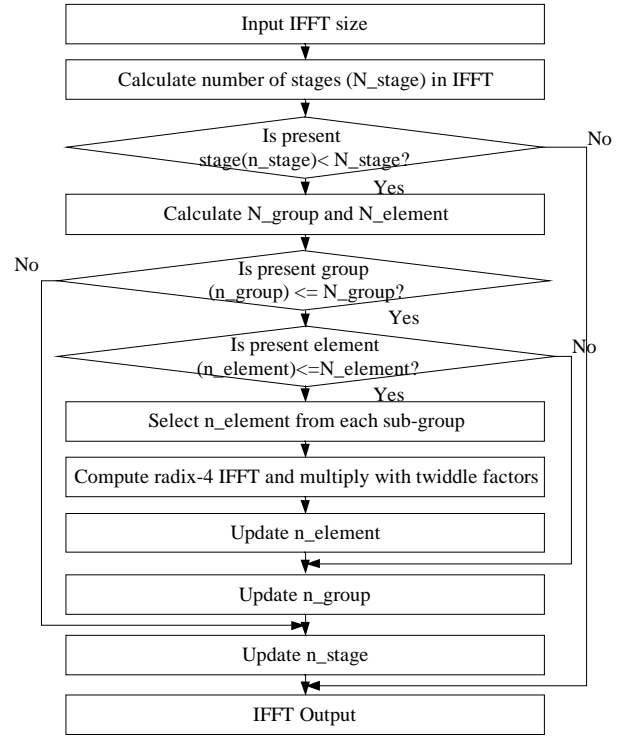 Input IFFT size
Calculate number of stages (N_stage) in IFFT
Is present
stage(n_stage)< N_stage?
No
Yes
Calculate N_group and N_element
No
Is present group
(n_group) <= N_group?
Yes
Is present element
(n_element)<=N_element?
No
Yes
Select n_element from each sub-group
Compute radix-4 IFFT and multiply with twiddle factors
Update n_element
Update n_group
Update n_stage
IFFT Output